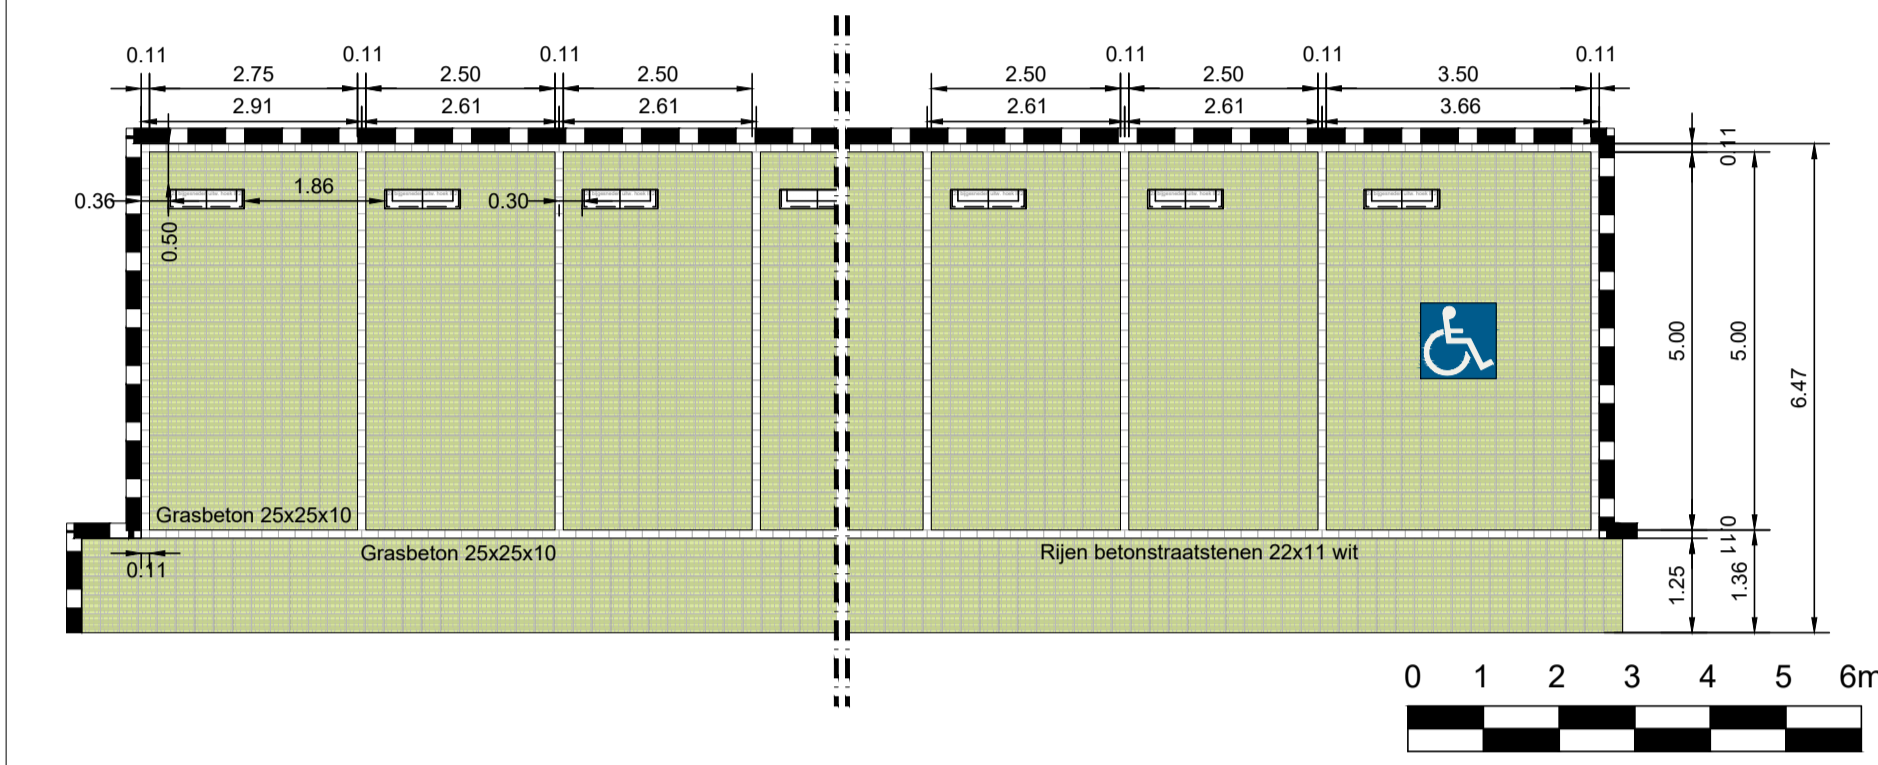 0.11 0.11 0.11 0.11 0.11 0.11
2.75 2.50 2.50 2.50 2.50 3.50
2.91 2.61 2.61 2.61 2.61 3.66
0.11
0.36 1.86 0.30
0.50
5.00 5.00
6.47
Grasbeton 25x25x10
0.11
Grasbeton 25x25x10 Rijen betonstraatstenen 22x11 wit
0.11
1.25 1.36
0 1 2 3 4 5 6m